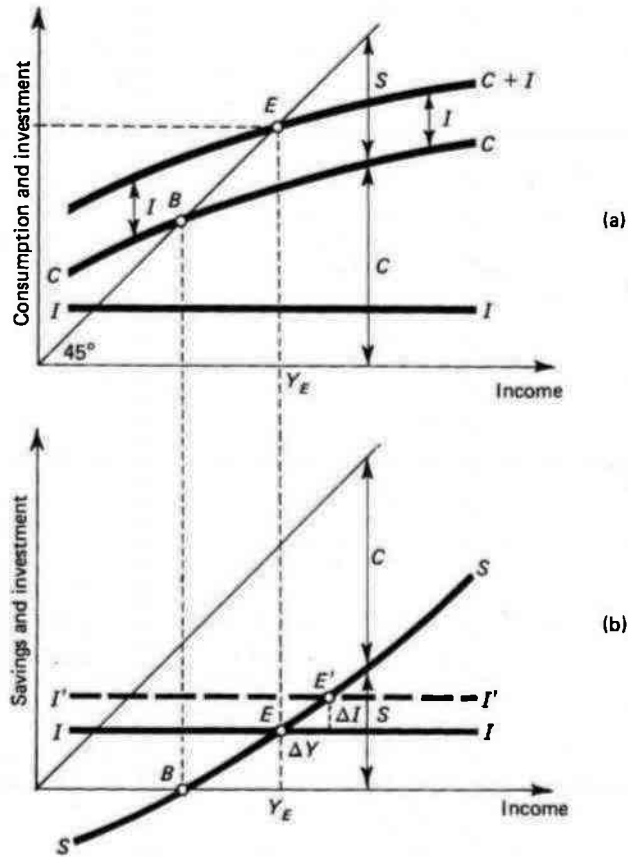 Consumption and investment
S
C + I
E
I
C
B
I
(a)
C
C
I
I
45°
Y_E
Income
Savings and investment
C
S
(b)
I'
E'
I'
I
E
ΔI
S
I
ΔY
B
Y_E
Income
S